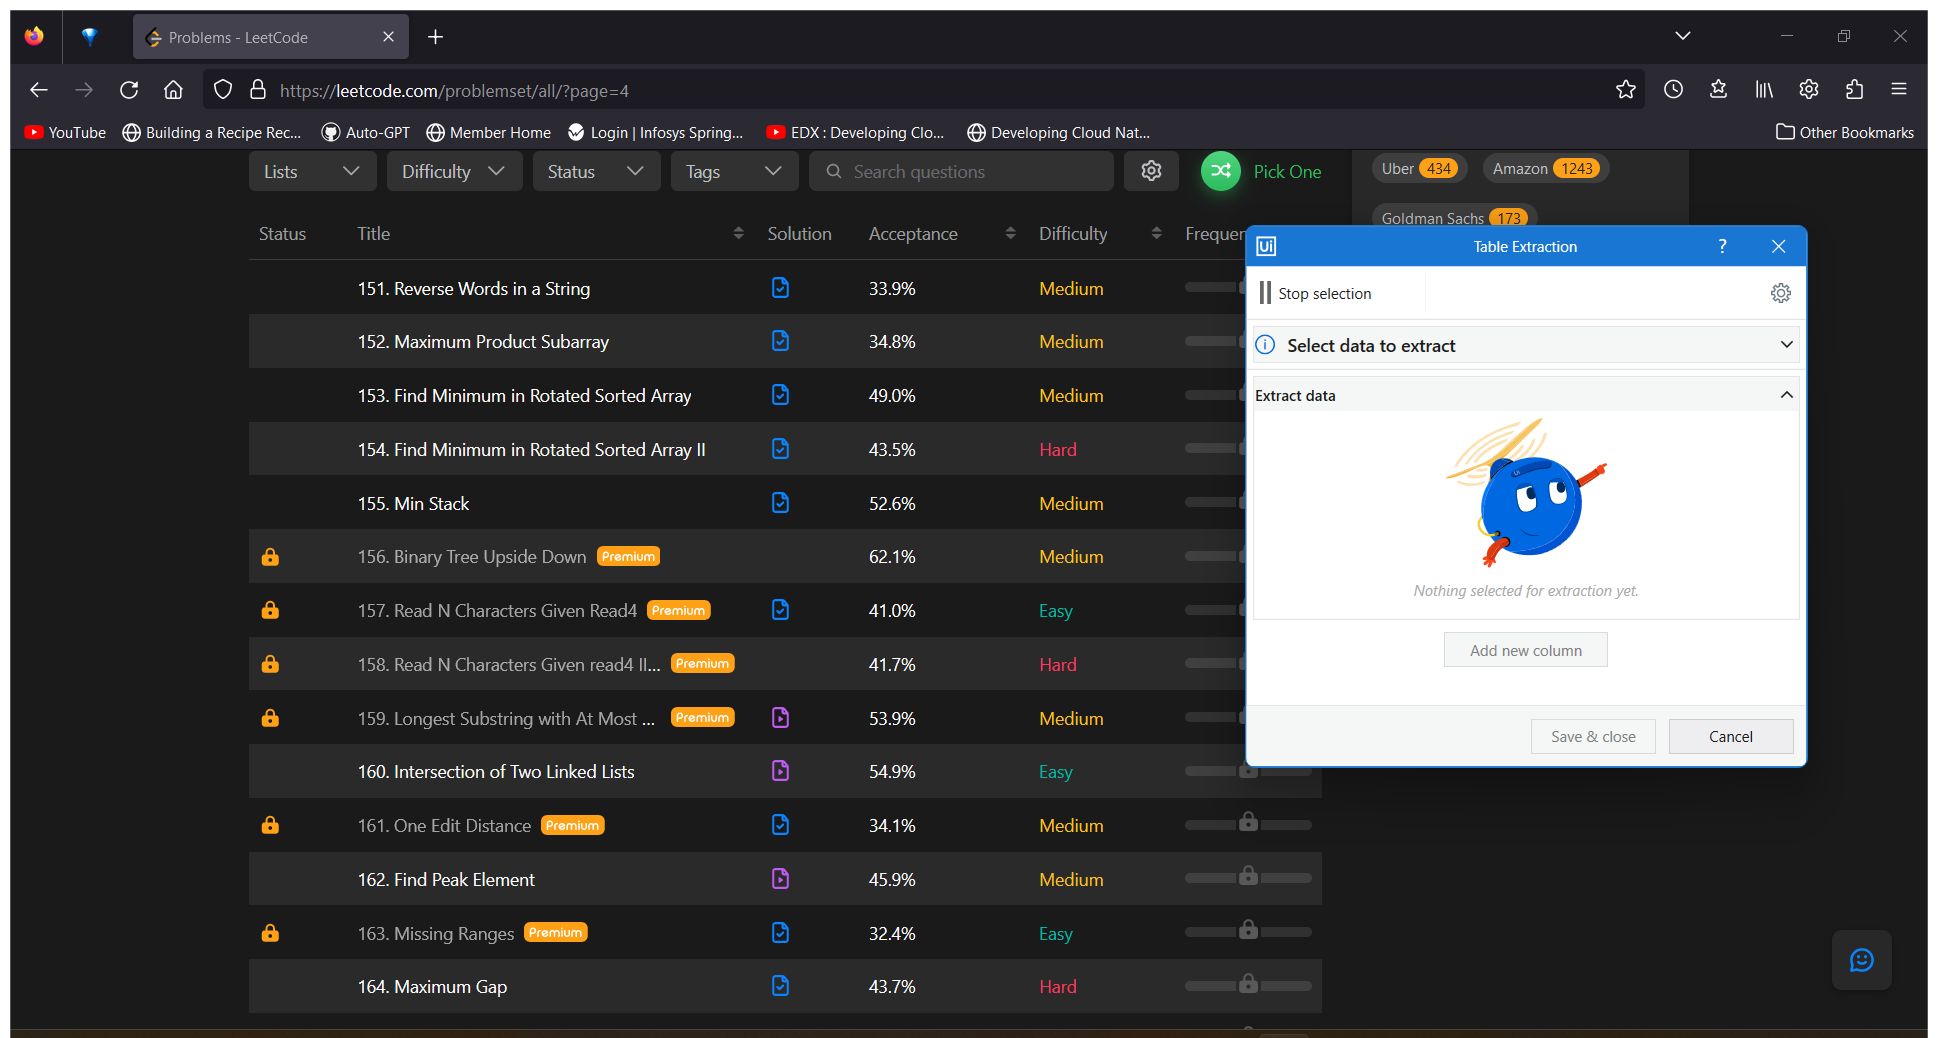 Problems - LeetCode
https://leetcode.com/problemset/all/?page=4
YouTube Building a Recipe Rec... Auto-GPT Member Home Login | Infosys Spring... EDX : Developing Clo... Developing Cloud Nat... Other Bookmarks
Lists Difficulty Status Tags Search questions Pick One
Uber 434 Amazon 1243
Goldman Sachs 173
Status Title Solution Acceptance Difficulty Frequen
151. Reverse Words in a String 33.9% Medium
152. Maximum Product Subarray 34.8% Medium
153. Find Minimum in Rotated Sorted Array 49.0% Medium
154. Find Minimum in Rotated Sorted Array II 43.5% Hard
155. Min Stack 52.6% Medium
156. Binary Tree Upside Down Premium 62.1% Medium
157. Read N Characters Given Read4 Premium 41.0% Easy
158. Read N Characters Given read4 II... Premium 41.7% Hard
159. Longest Substring with At Most ... Premium 53.9% Medium
160. Intersection of Two Linked Lists 54.9% Easy
161. One Edit Distance Premium 34.1% Medium
162. Find Peak Element 45.9% Medium
163. Missing Ranges Premium 32.4% Easy
164. Maximum Gap 43.7% Hard
Ui Table Extraction ?
Stop selection
Select data to extract
Extract data
Nothing selected for extraction yet.
Add new column
Save & close Cancel